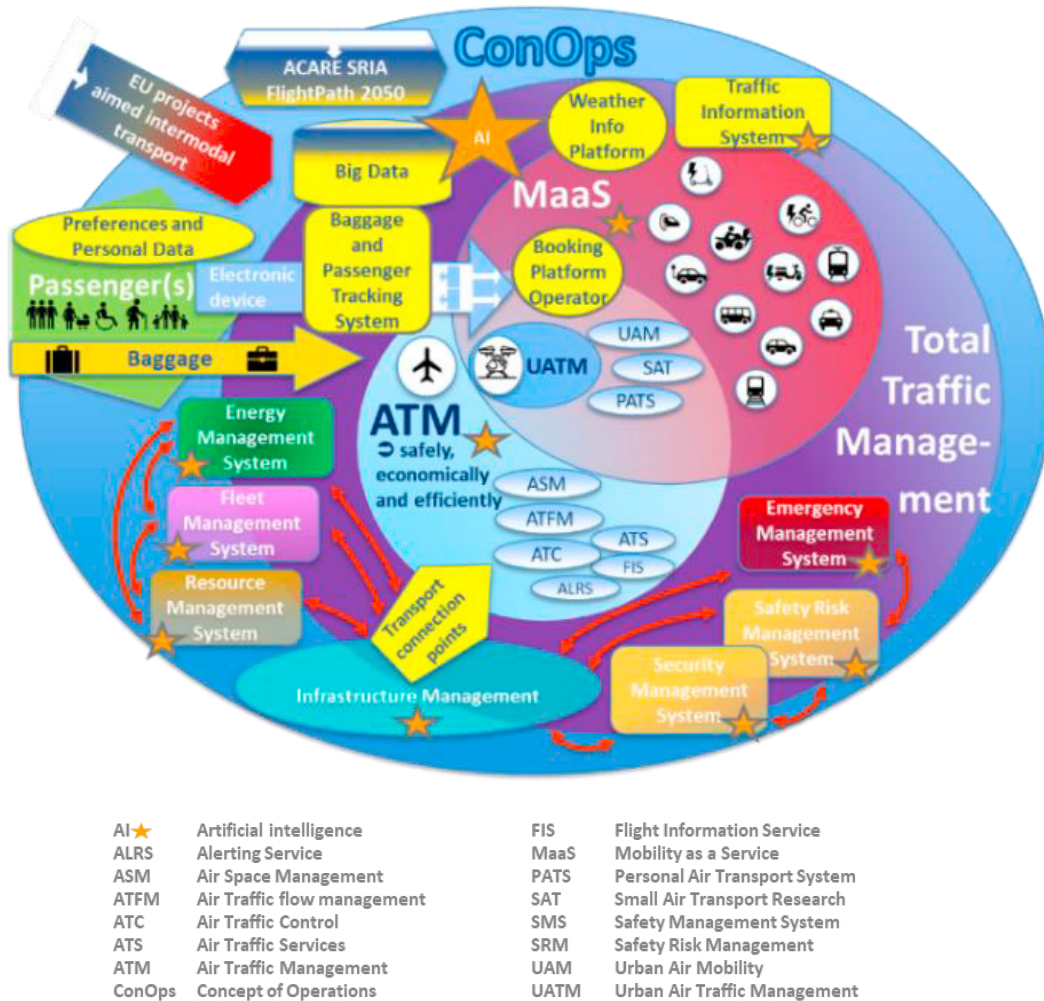 ConOps
ACARE SRIA
FlightPath 2050
EU projects
aimed intermodal
transport
AI
Weather
Info
Platform
Traffic
Information
System
Big Data
MaaS
Preferences and
Personal Data
Passenger(s)
Electronic
device
Baggage
and
Passenger
Tracking
System
Booking
Platform
Operator
Baggage
UATM
UAM
SAT
PATS
Total
Traffic
Manage-
ment
ATM
➲ safely,
economically
and efficiently
ASM
ATFM
ATC
ATS
FIS
ALRS
Energy
Management
System
Fleet
Management
System
Resource
Management
System
Transport
connection
points
Infrastructure Management
Emergency
Management
System
Safety Risk
Management
System
Security
Management
System
AI Artificial intelligence
ALRS Alerting Service
ASM Air Space Management
ATFM Air Traffic flow management
ATC Air Traffic Control
ATS Air Traffic Services
ATM Air Traffic Management
ConOps Concept of Operations
FIS Flight Information Service
MaaS Mobility as a Service
PATS Personal Air Transport System
SAT Small Air Transport Research
SMS Safety Management System
SRM Safety Risk Management
UAM Urban Air Mobility
UATM Urban Air Traffic Management